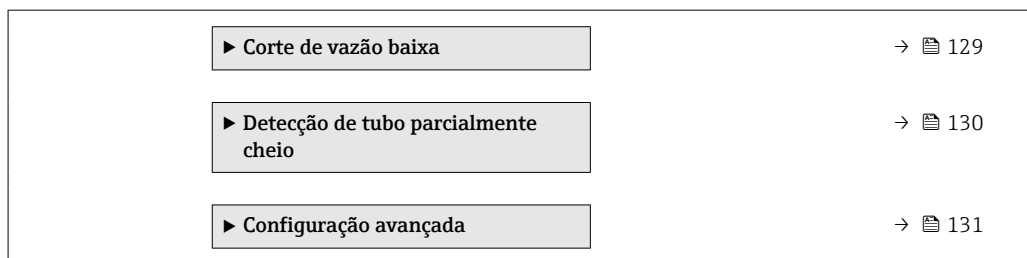 ▶ Corte de vazão baixa → 129
▶ Detecção de tubo parcialmente → 130
cheio
▶ Configuração avançada → 131